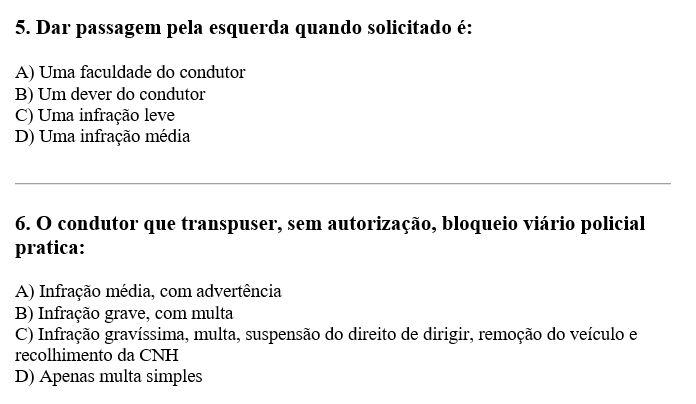 5. Dar passagem pela esquerda quando solicitado é:
A) Uma faculdade do condutor
B) Um dever do condutor
C) Uma infração leve
D) Uma infração média
6. O condutor que transpuser, sem autorização, bloqueio viário policial
pratica:
A) Infração média, com advertência
B) Infração grave, com multa
C) Infração gravíssima, multa, suspensão do direito de dirigir, remoção do veículo e
recolhimento da CNH
D) Apenas multa simples